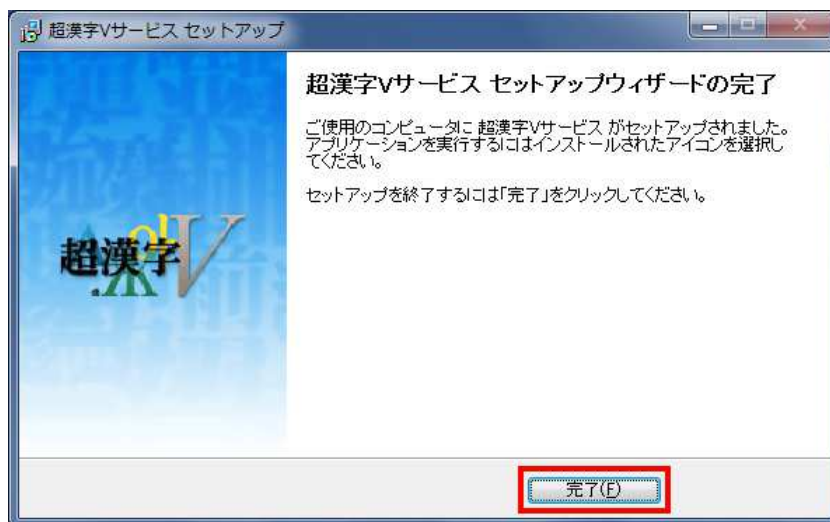 超漢字Vサービス セットアップ
超漢字Vサービス セットアップウィザードの完了
ご使用のコンピュータに 超漢字Vサービス がセットアップされました。
アプリケーションを実行するにはインストールされたアイコンを選択し
てください。
セットアップを終了するには「完了」をクリックしてください。
超漢字V
完了(F)